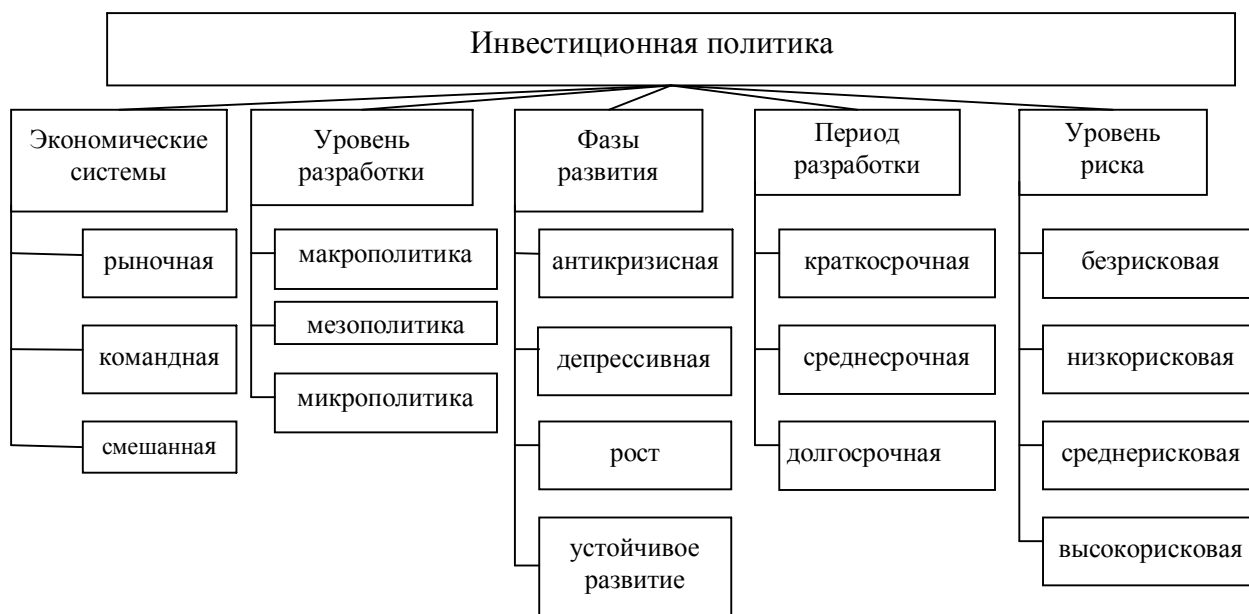 Инвестиционная политика
Экономические
системы
рыночная
командная
смешанная
Уровень
разработки
макрополитика
мезополитика
микрополитика
Фазы
развития
антикризисная
депрессивная
рост
устойчивое
развитие
Период
разработки
краткосрочная
среднесрочная
долгосрочная
Уровень
риска
безрисковая
низкорисковая
среднерисковая
высокорисковая